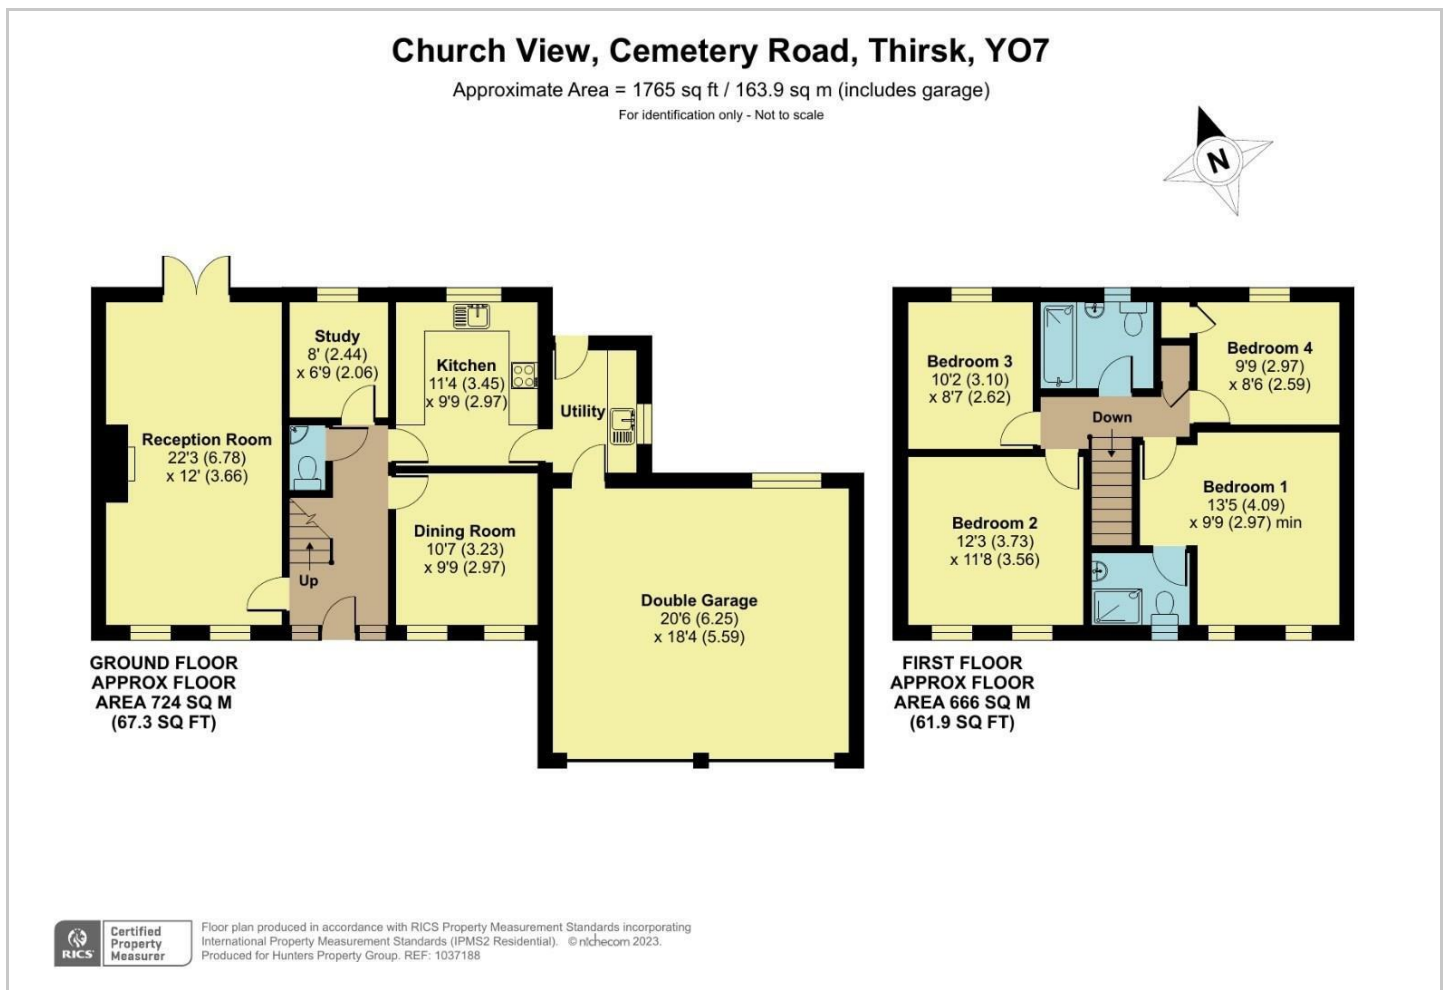 Church View, Cemetery Road, Thirsk, YO7
Approximate Area = 1765 sq ft / 163.9 sq m (includes garage)
For identification only - Not to scale
N
Study
8' (2.44)
x 6'9 (2.06)
Kitchen
11'4 (3.45)
x 9'9 (2.97)
Utility
Reception Room
22'3 (6.78)
x 12' (3.66)
Dining Room
10'7 (3.23)
x 9'9 (2.97)
Up
Double Garage
20'6 (6.25)
x 18'4 (5.59)
GROUND FLOOR
APPROX FLOOR
AREA 724 SQ M
(67.3 SQ FT)
Bedroom 3
10'2 (3.10)
x 8'7 (2.62)
Bedroom 4
9'9 (2.97)
x 8'6 (2.59)
Down
Bedroom 1
13'5 (4.09)
x 9'9 (2.97) min
Bedroom 2
12'3 (3.73)
x 11'8 (3.56)
FIRST FLOOR
APPROX FLOOR
AREA 666 SQ M
(61.9 SQ FT)
RICS
Certified
Property
Measurer
Floor plan produced in accordance with RICS Property Measurement Standards incorporating
International Property Measurement Standards (IPMS2 Residential). © nichecom 2023.
Produced for Hunters Property Group. REF: 1037188